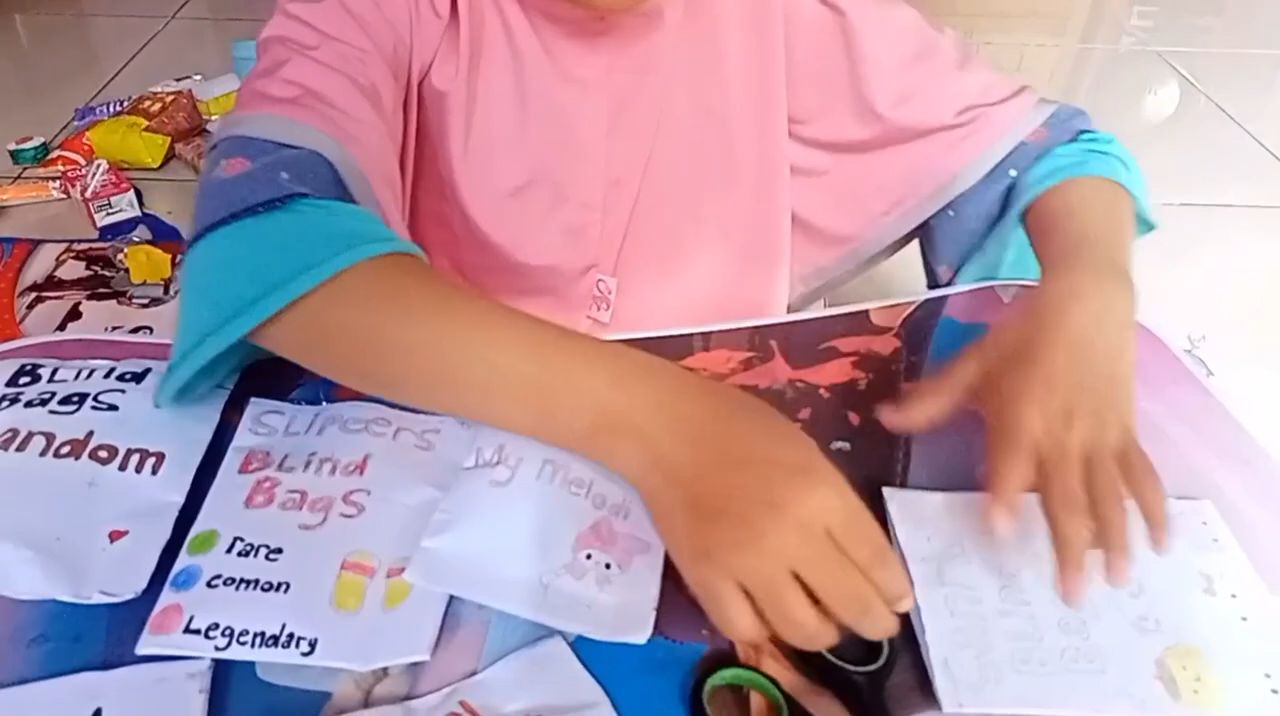 BLind
Bags
andom
SLipeers
BLind
Bags
rare
comon
Legendary
My melodi